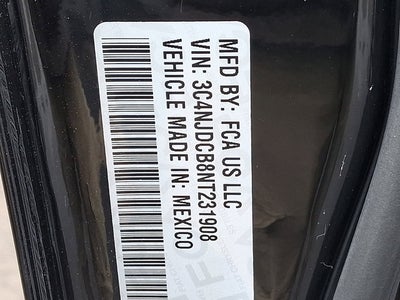 MFD BY: FCA US LLC
VIN: 3C4NJDCB8NT231908
VEHICLE MADE IN: MEXICO